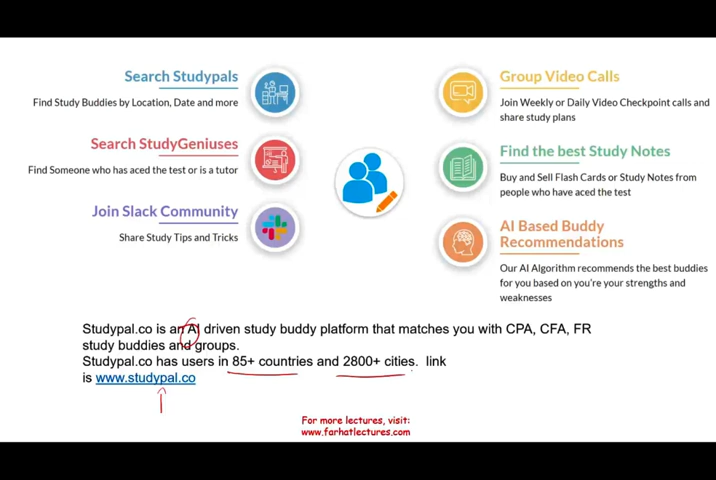 Search Studypals
Find Study Buddies by Location, Date and more
Search StudyGeniuses
Find Someone who has aced the test or is a tutor
Join Slack Community
Share Study Tips and Tricks
Group Video Calls
Join Weekly or Daily Video Checkpoint calls and
share study plans
Find the best Study Notes
Buy and Sell Flash Cards or Study Notes from
people who have aced the test
AI Based Buddy
Recommendations
Our AI Algorithm recommends the best buddies
for you based on you're your strengths and
weaknesses
Studypal.co is an AI driven study buddy platform that matches you with CPA, CFA, FR
study buddies and groups.
Studypal.co has users in 85+ countries and 2800+ cities. link
is www.studypal.co
For more lectures, visit:
www.farhatlectures.com